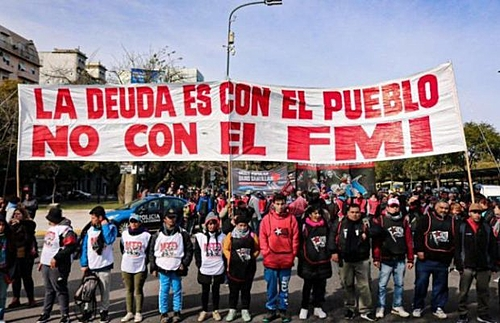 LA DEUDA ES CON EL PUEBLO
NO CON EL FMI